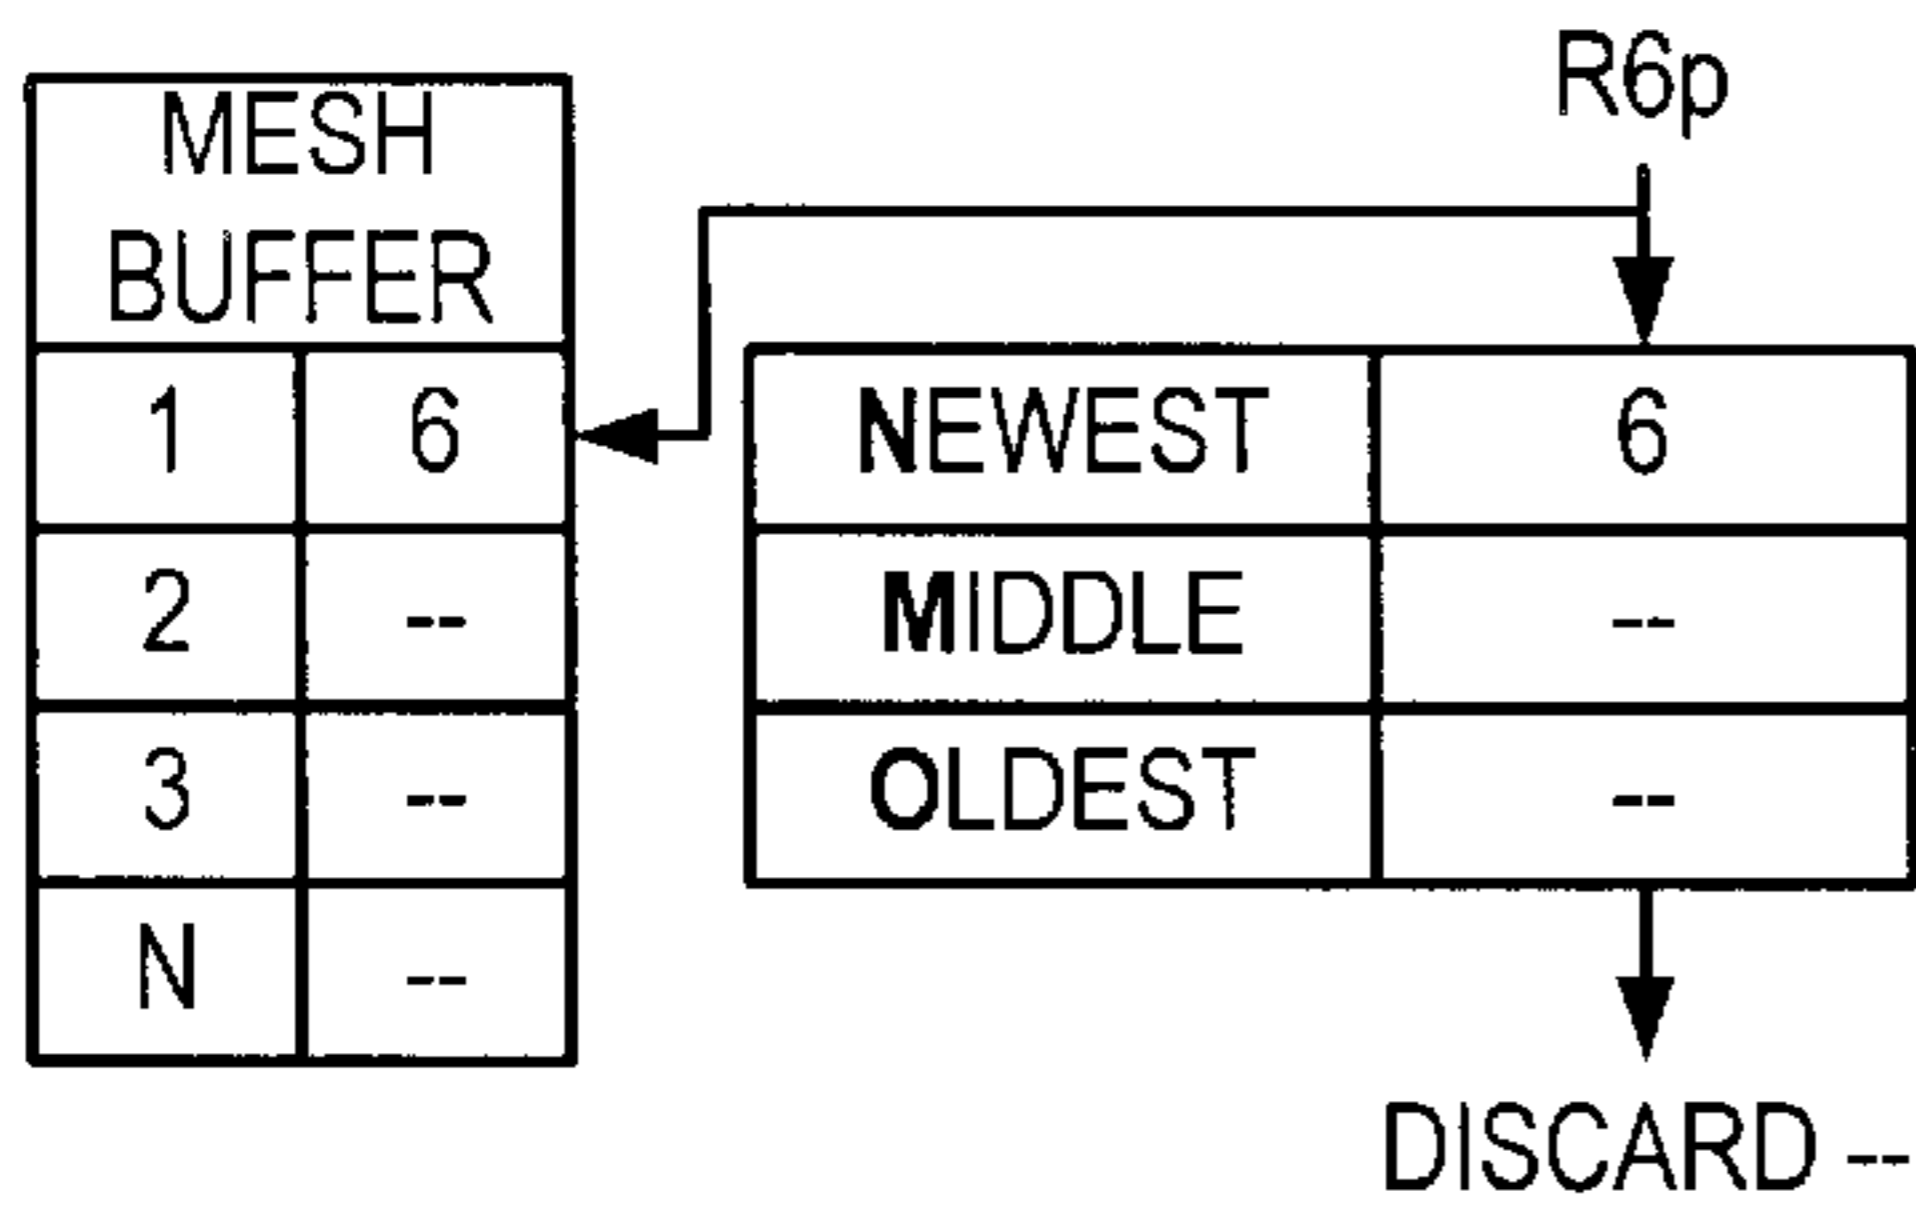 R6p
MESH
BUFFER
1 6
2 --
3 --
N --
NEWEST 6
MIDDLE --
OLDEST --
DISCARD --